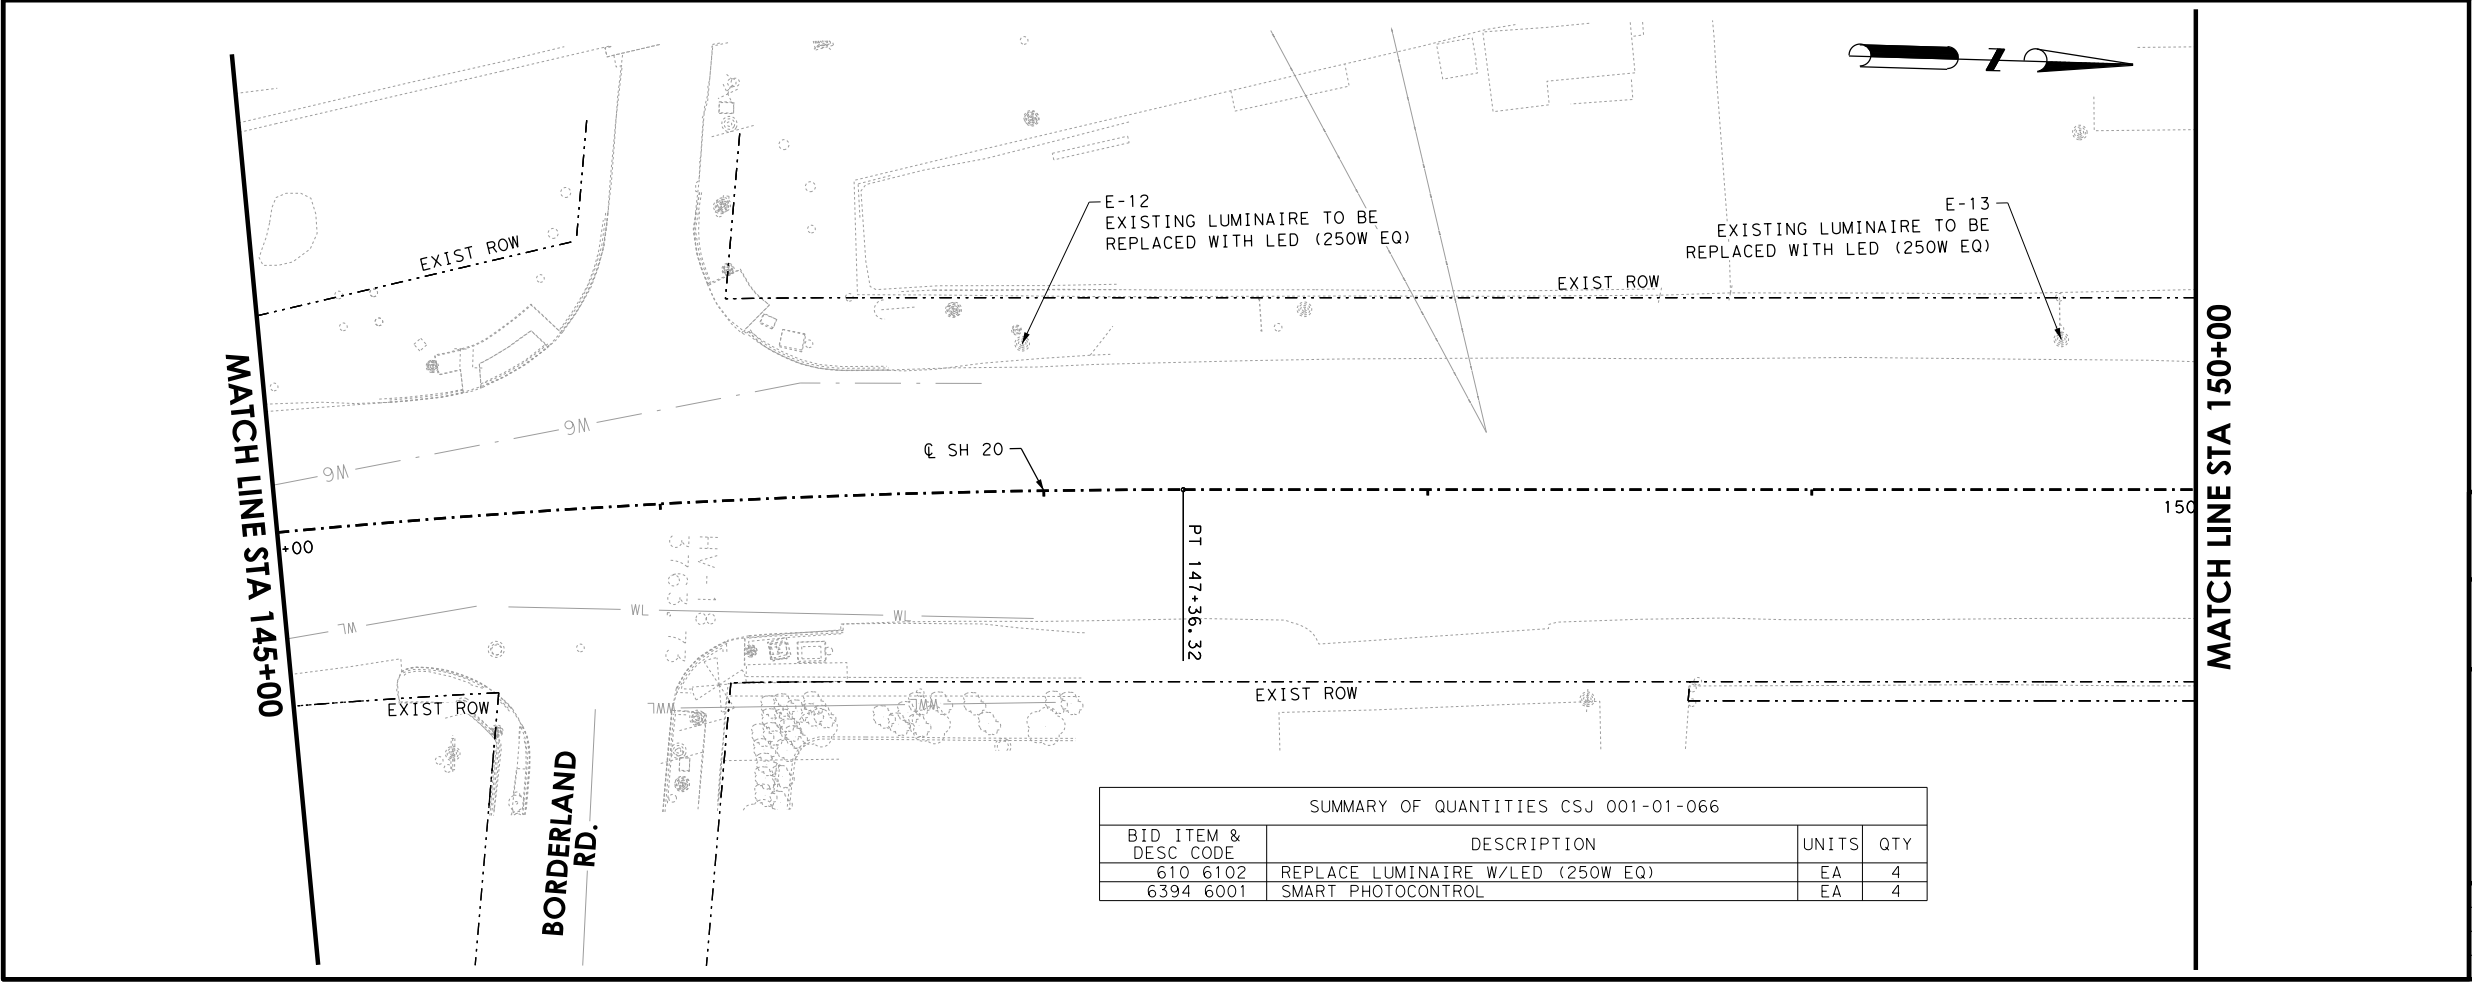 E-12
EXISTING LUMINAIRE TO BE
REPLACED WITH LED (250W EQ)
E-13
EXISTING LUMINAIRE TO BE
REPLACED WITH LED (250W EQ)
EXIST ROW
EXIST ROW
MATCH LINE STA 145+00
MATCH LINE STA 150+00
W6
W6
℄ SH 20
+00
150
PT 147+36.32
WL
WL
WL
EXIST ROW
EXIST ROW
WWL
WWL
BORDERLAND
RD.
SUMMARY OF QUANTITIES CSJ 001-01-066
BID ITEM &
DESC CODE
DESCRIPTION
UNITS
QTY
610 6102
REPLACE LUMINAIRE W/LED (250W EQ)
EA
4
6394 6001
SMART PHOTOCONTROL
EA
4